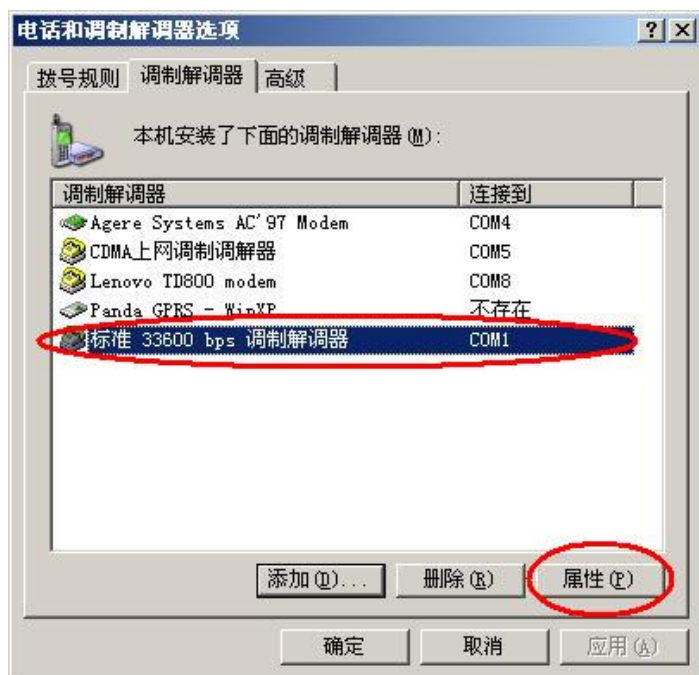 电话和调制解调器选项
拨号规则 调制解调器 高级
本机安装了下面的调制解调器(M):
调制解调器 连接到
Agere Systems AC'97 Modem COM4
CDMA上网调制调解器 COM5
Lenovo TD800 modem COM8
Panda GPRS - WinXP 不存在
标准 33600 bps 调制解调器 COM1
添加(D)... 删除(R) 属性(P)
确定 取消 应用(A)